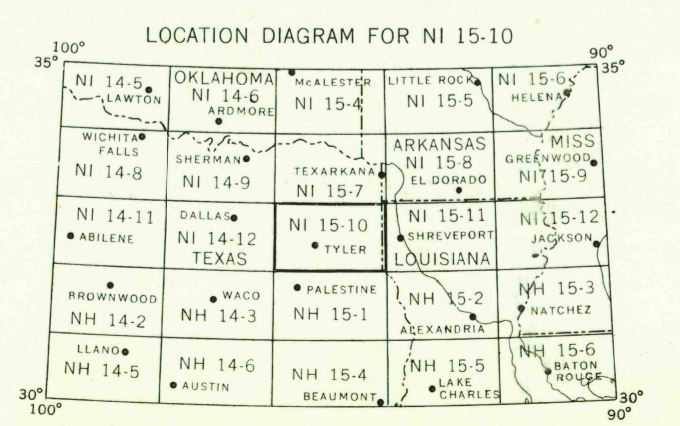 LOCATION DIAGRAM FOR NI 15-10
100°
90°
35°
35°
NI 14-5
LAWTON
OKLAHOMA
NI 14-6
ARDMORE
McALESTER
NI 15-4
LITTLE ROCK
NI 15-5
NI 15-6
HELENA
WICHITA
FALLS
NI 14-8
SHERMAN
NI 14-9
TEXARKANA
NI 15-7
ARKANSAS
NI 15-8
EL DORADO
MISS
GREENWOOD
NI 15-9
NI 14-11
ABILENE
DALLAS
NI 14-12
TEXAS
NI 15-10
TYLER
NI 15-11
SHREVEPORT
LOUISIANA
NI 15-12
JACKSON
BROWNWOOD
NH 14-2
WACO
NH 14-3
PALESTINE
NH 15-1
NH 15-2
ALEXANDRIA
NH 15-3
NATCHEZ
LLANO
NH 14-5
NH 14-6
AUSTIN
NH 15-4
BEAUMONT
NH 15-5
LAKE
CHARLES
NH 15-6
BATON
ROUGE
30°
30°
100°
90°